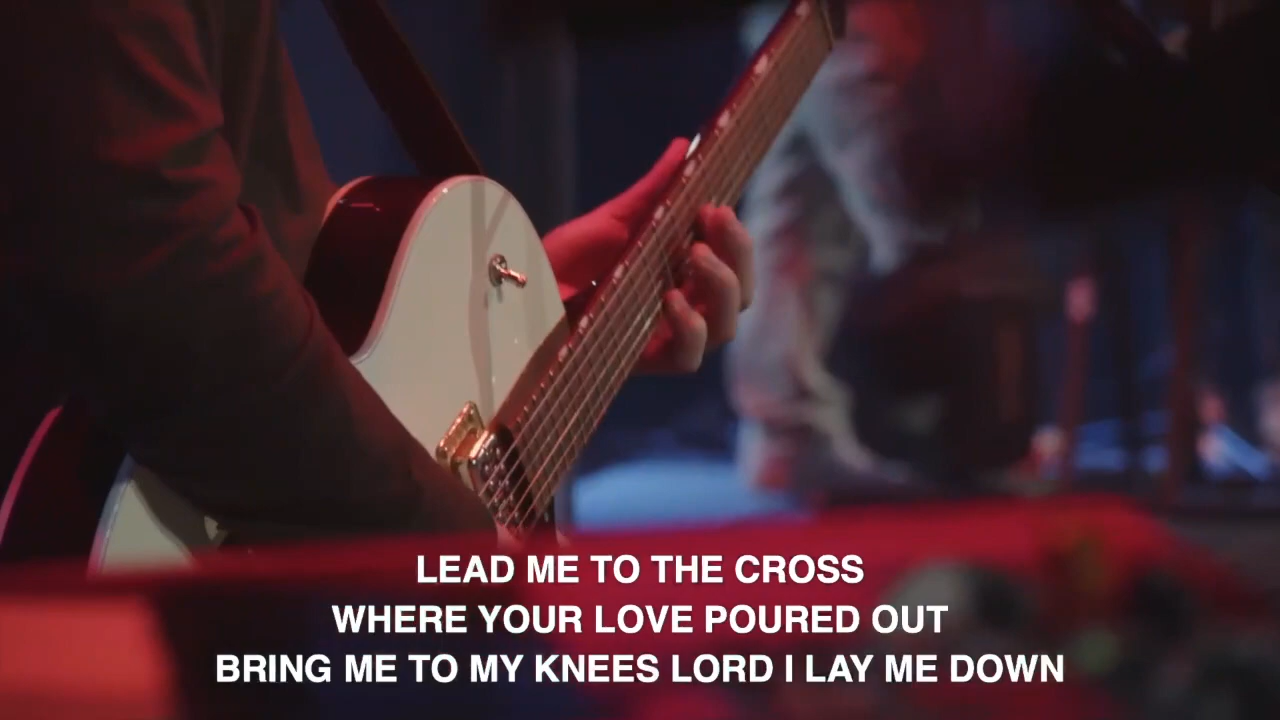 LEAD ME TO THE CROSS
WHERE YOUR LOVE POURED OUT
BRING ME TO MY KNEES LORD I LAY ME DOWN